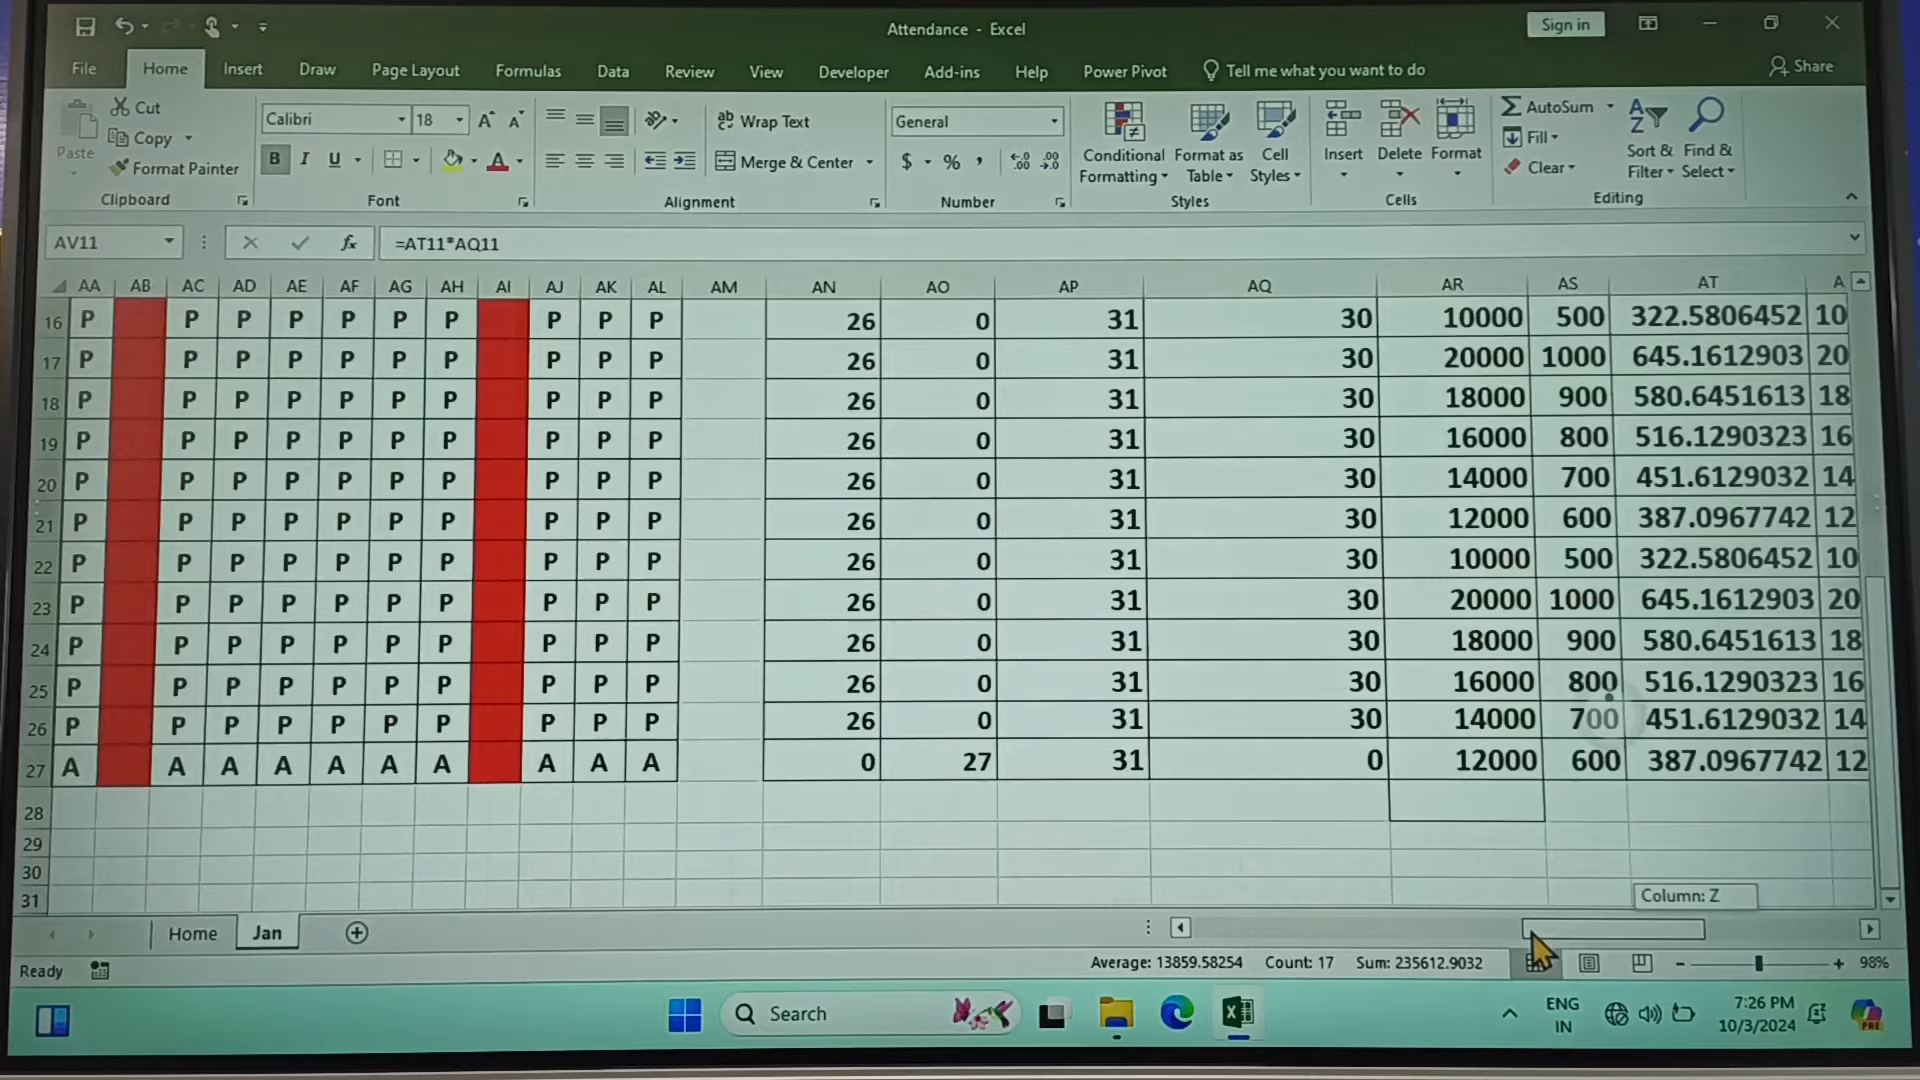 Attendance - Excel
Sign in
File Home Insert Draw Page Layout Formulas Data Review View Developer Add-ins Help Power Pivot Tell me what you want to do Share
Cut
Copy
Format Painter
Paste
Clipboard
Calibri 18
B I U
Font
Wrap Text
Merge & Center
Alignment
General
$ % ,
Number
Conditional Formatting
Format as Table
Cell Styles
Styles
Insert Delete Format
Cells
AutoSum
Fill
Clear
Sort & Filter
Find & Select
Editing
AV11 fx =AT11*AQ11
AA AB AC AD AE AF AG AH AI AJ AK AL AM AN AO AP AQ AR AS AT A
16 P P P P P P P P P P 26 0 31 30 10000 500 322.5806452 10
17 P P P P P P P P P P 26 0 31 30 20000 1000 645.1612903 20
18 P P P P P P P P P P 26 0 31 30 18000 900 580.6451613 18
19 P P P P P P P P P P 26 0 31 30 16000 800 516.1290323 16
20 P P P P P P P P P P 26 0 31 30 14000 700 451.6129032 14
21 P P P P P P P P P P 26 0 31 30 12000 600 387.0967742 12
22 P P P P P P P P P P 26 0 31 30 10000 500 322.5806452 10
23 P P P P P P P P P P 26 0 31 30 20000 1000 645.1612903 20
24 P P P P P P P P P P 26 0 31 30 18000 900 580.6451613 18
25 P P P P P P P P P P 26 0 31 30 16000 800 516.1290323 16
26 P P P P P P P P P P 26 0 31 30 14000 700 451.6129032 14
27 A A A A A A A A A A 0 27 31 0 12000 600 387.0967742 12
28
29
30
31
Column: Z
Home Jan
Ready Average: 13859.58254 Count: 17 Sum: 235612.9032 98%
Search
ENG
IN
7:26 PM
10/3/2024
PRE